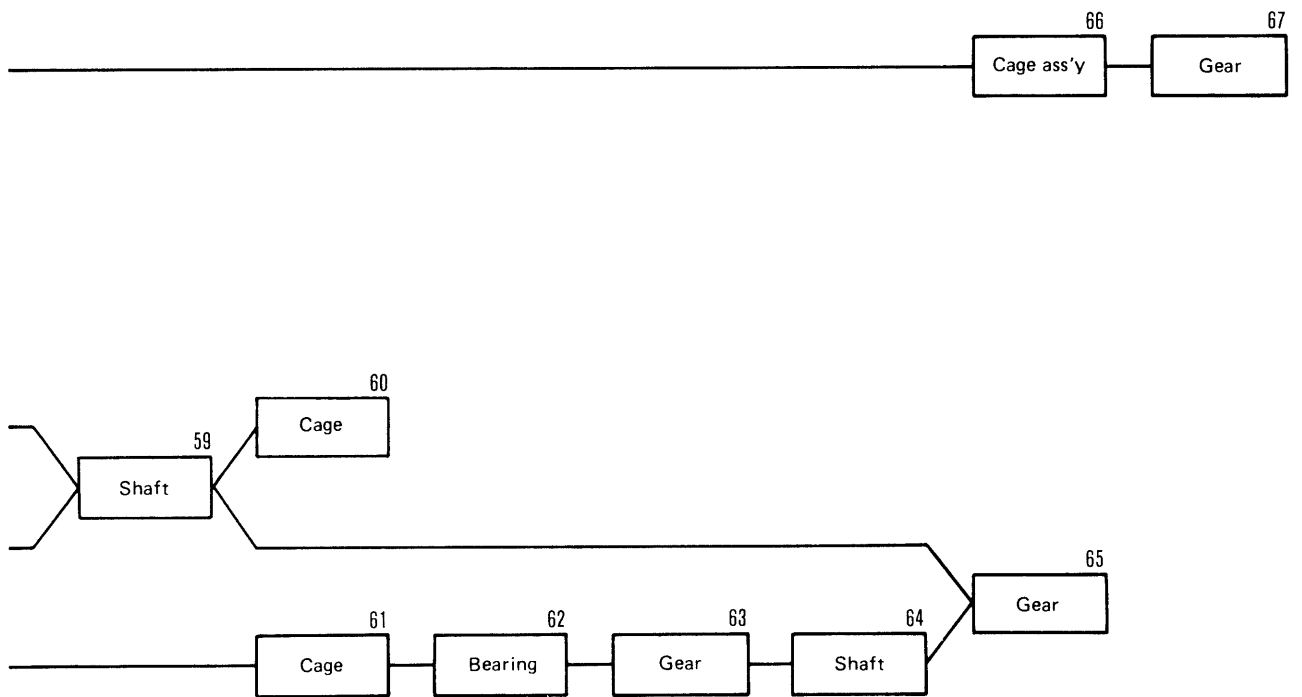 66
Cage ass'y
67
Gear
60
Cage
59
Shaft
65
Gear
61
Cage
62
Bearing
63
Gear
64
Shaft